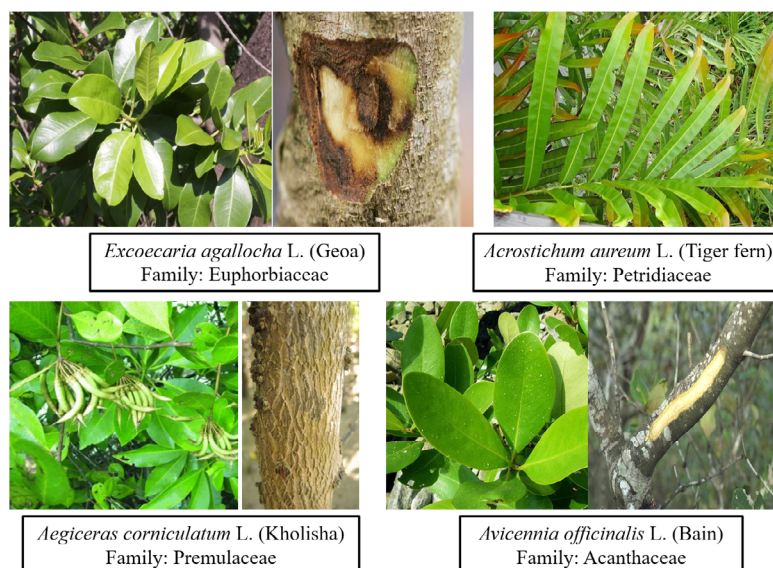 Excoecaria agallocha L. (Geoa)
Family: Euphorbiaccac
Acrostichum aureum L. (Tiger fern)
Family: Petridiaceae
Aegiceras corniculatum L. (Kholisha)
Family: Premulaceae
Avicennia officinalis L. (Bain)
Family: Acanthaceae